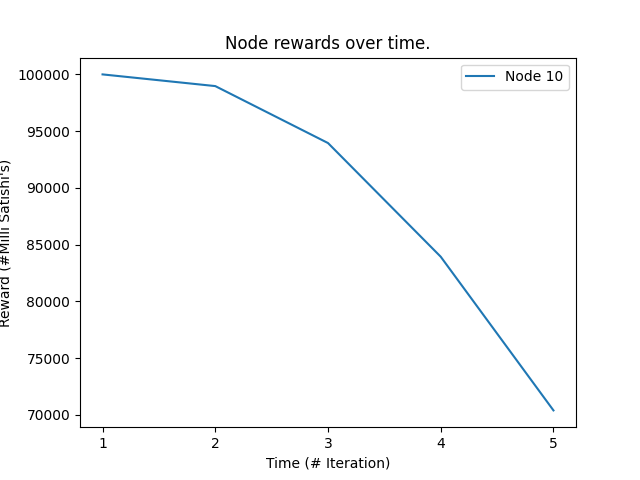 Node rewards over time.
Node 10
100000
95000
90000
85000
80000
75000
70000
Reward (#Milli Satishi's)
1 2 3 4 5
Time (# Iteration)